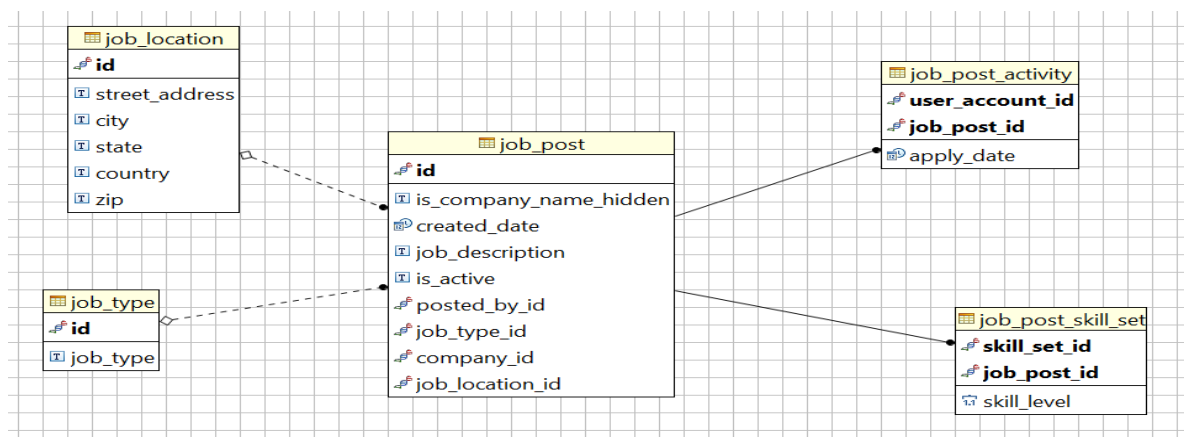 job_location
id
street_address
city
state
country
zip
job_type
id
job_type
job_post
id
is_company_name_hidden
created_date
job_description
is_active
posted_by_id
job_type_id
company_id
job_location_id
job_post_activity
user_account_id
job_post_id
apply_date
job_post_skill_set
skill_set_id
job_post_id
skill_level